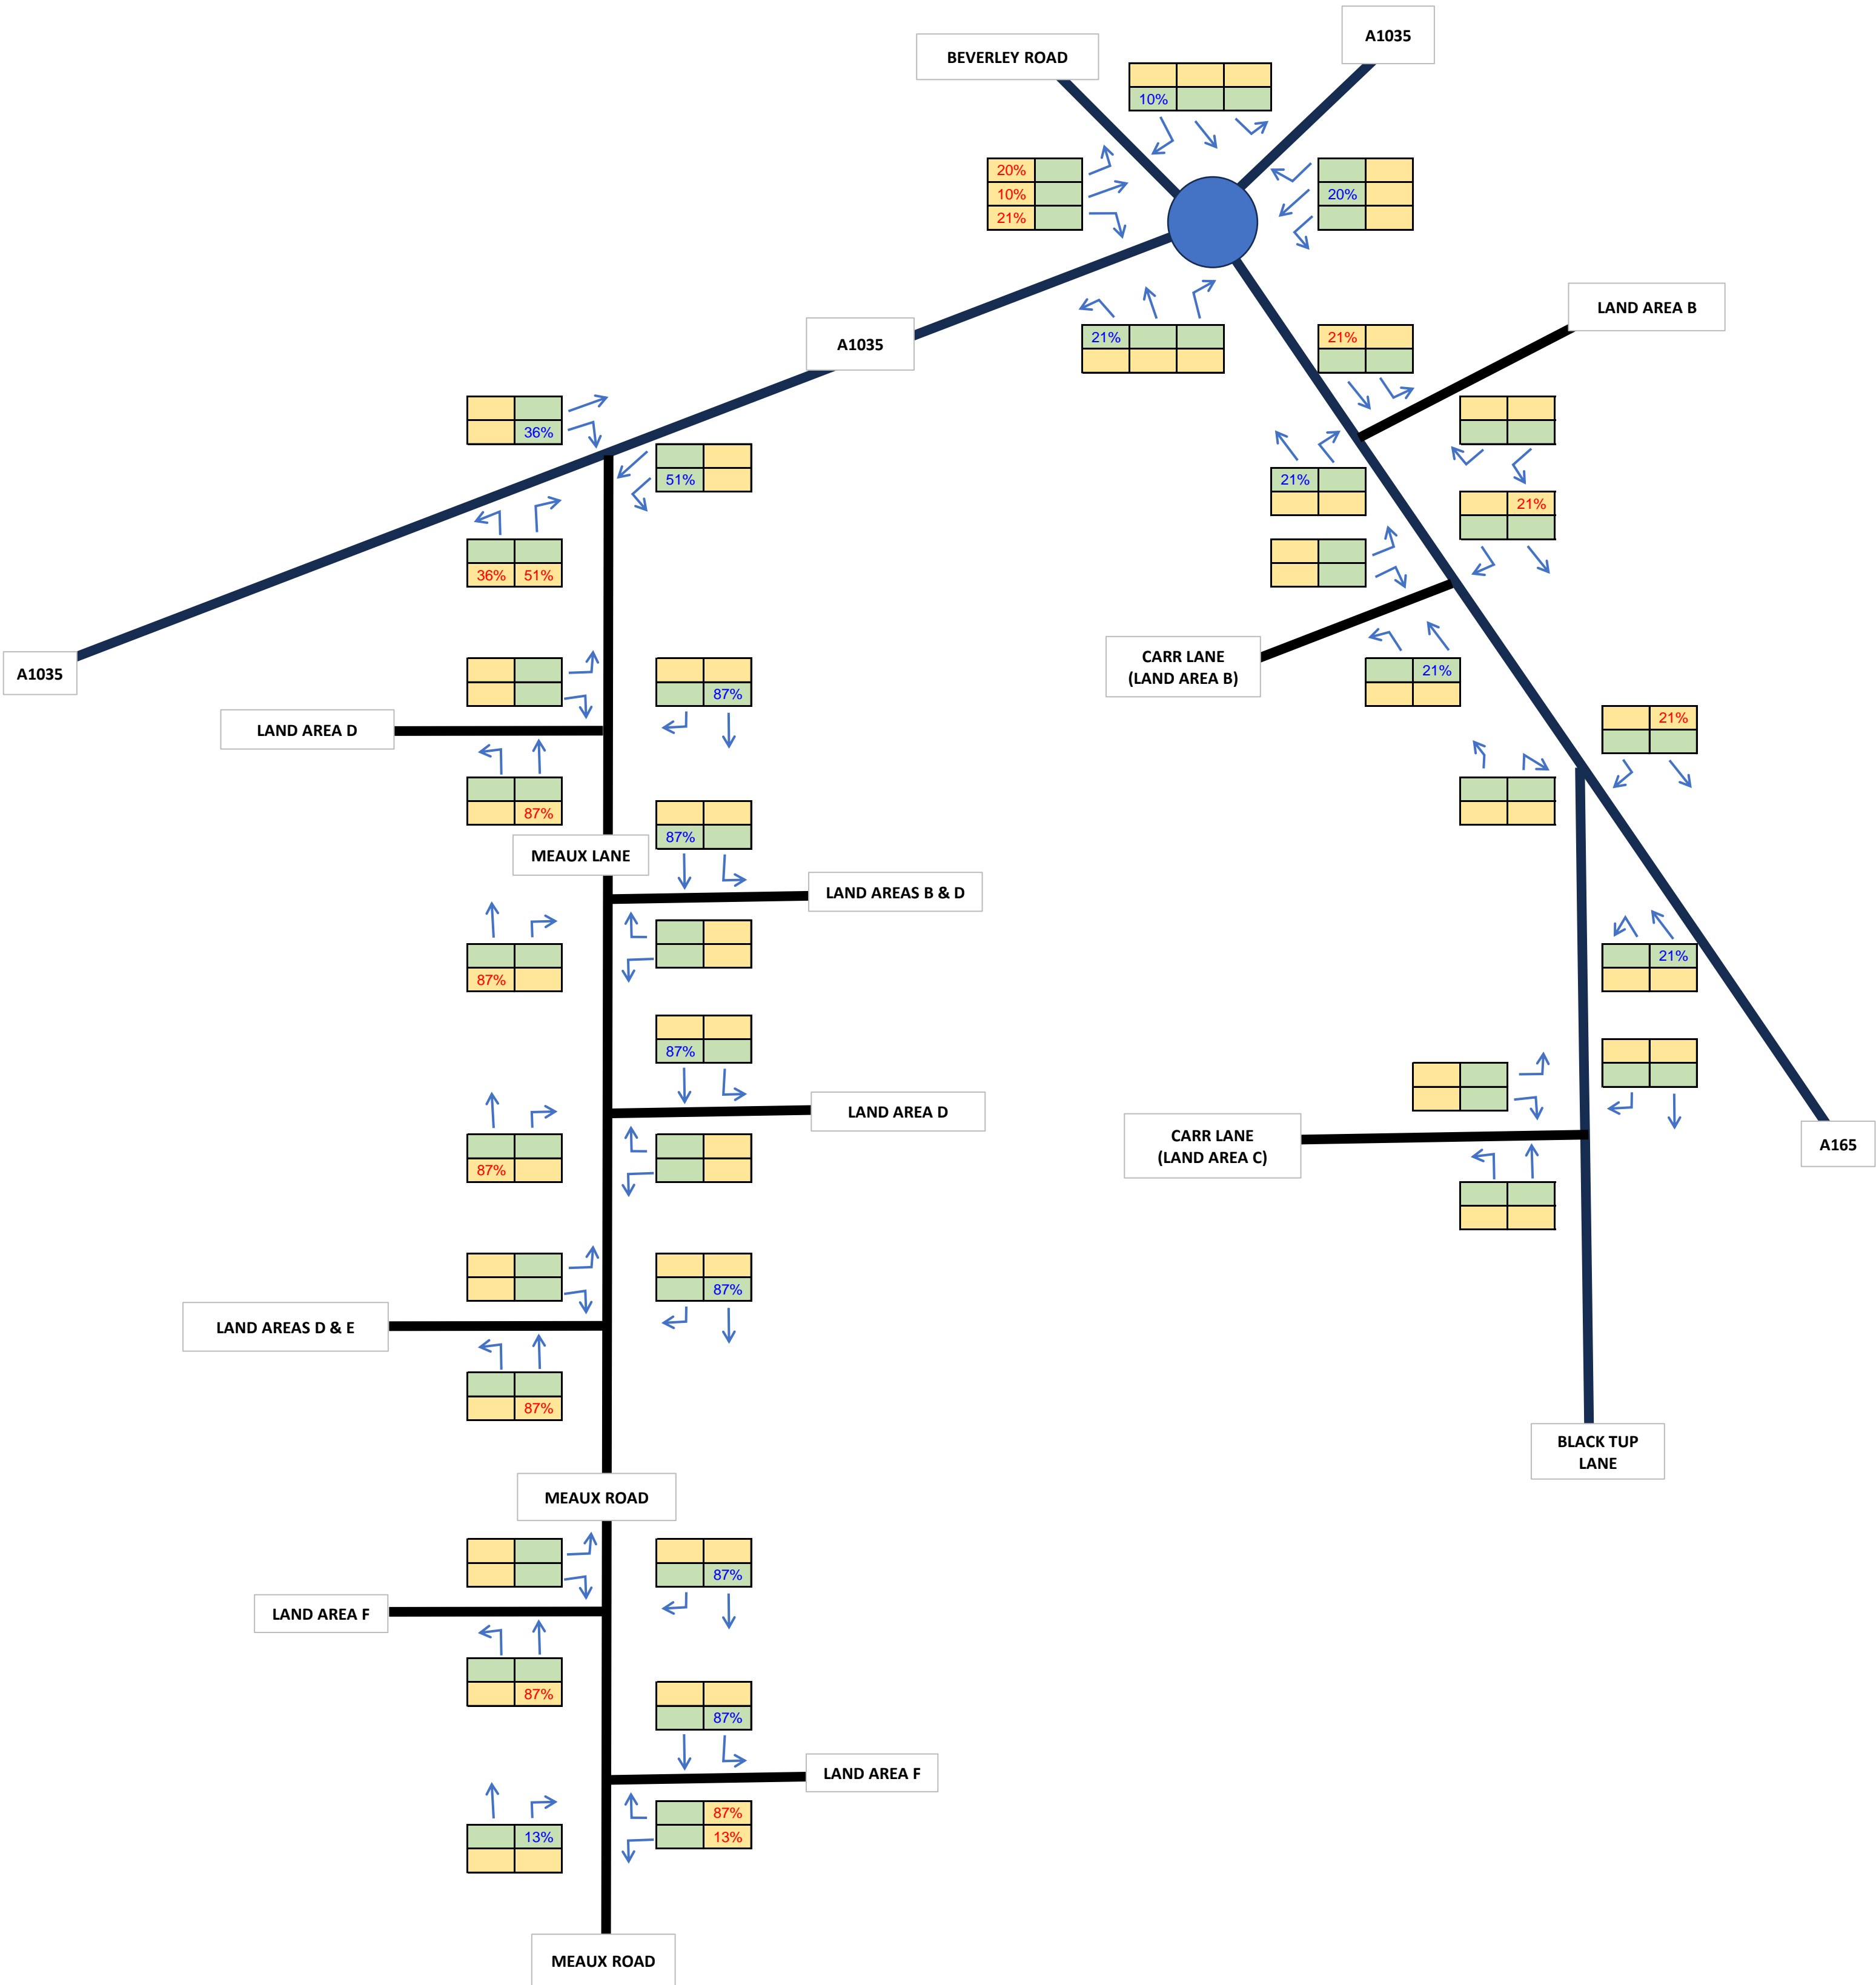 A1035
BEVERLEY ROAD
10%
20%
10%
20%
21%
LAND AREA B
A1035
21%
21%
36%
51%
21%
21%
36% 51%
CARR LANE
(LAND AREA B)
21%
A1035
87%
21%
LAND AREA D
87%
87%
MEAUX LANE
LAND AREAS B & D
21%
87%
87%
LAND AREA D
CARR LANE
(LAND AREA C)
A165
87%
87%
LAND AREAS D & E
87%
BLACK TUP
LANE
MEAUX ROAD
87%
LAND AREA F
87%
87%
LAND AREA F
87%
13%
13%
MEAUX ROAD